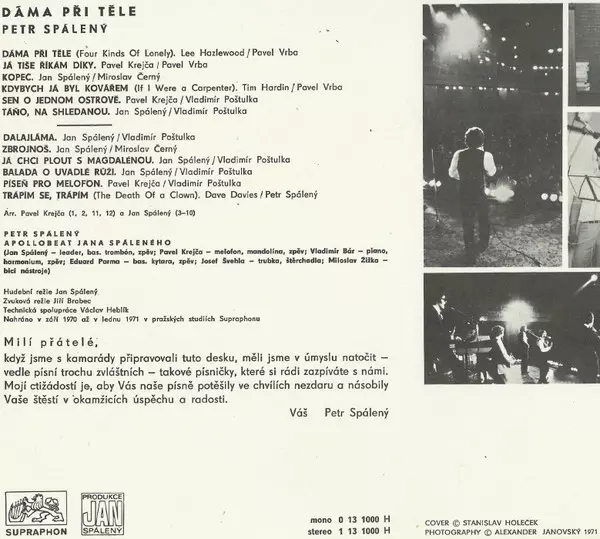 DÁMA PŘI TĚLE
PETR SPÁLENÝ
DÁMA PŘI TĚLE (Four Kinds Of Lonely). Lee Hazlewood/Pavel Vrba
JÁ TIŠE ŘÍKÁM DÍKY. Pavel Krejča/Pavel Vrba
KOPEC. Jan Spálený/Miroslav Černý
KDYBYCH JÁ BYL KOVÁŘEM (If I Were a Carpenter). Tim Hardin/Pavel Vrba
SEN O JEDNOM OSTROVĚ. Pavel Krejča/Vladimír Poštulka
TÁŇO, NA SHLEDANOU. Jan Spálený/Vladimír Poštulka
DALAJLÁMA. Jan Spálený/Vladimír Poštulka
ZBROJNOŠ. Jan Spálený/Miroslav Černý
JÁ CHCI PLOUT S MAGDALÉNOU. Jan Spálený/Vladimír Poštulka
BALADA O UVADLÉ RŮŽI. Jan Spálený/Vladimír Poštulka
PÍSEŇ PRO MELOFON. Pavel Krejča/Vladimír Poštulka
TRÁPÍM SE, TRÁPÍM (The Death Of a Clown). Dave Davies/Petr Spálený
Arr. Pavel Krejča (1, 2, 11, 12) a Jan Spálený (3–10)
PETR SPÁLENÝ
APOLLOBEAT JANA SPÁLENÉHO
(Jan Spálený – leader, bas. trombón, zpěv; Pavel Krejča – melofon, mandolina, zpěv; Vladimír Bár – piano,
harmonium, zpěv; Eduard Parma – bas. kytara, zpěv; Josef Švehla – trubka, štěrchadla; Miloslav Žižka –
bicí nástroje)
Hudební režie Jan Spálený
Zvuková režie Jiří Brabec
Technická spolupráce Václav Heblík
Nahráno v září 1970 až v lednu 1971 v pražských studiích Supraphonu
Milí přátelé,
když jsme s kamarády připravovali tuto desku, měli jsme v úmyslu natočit –
vedle písní trochu zvláštních – takové písničky, které si rádi zazpíváte s námi.
Mojí ctižádostí je, aby Vás naše písně potěšily ve chvílích nezdaru a násobily
Vaše štěstí v okamžicích úspěchu a radosti.
Váš Petr Spálený
SUPRAPHON
PRODUKCE
JAN
SPÁLENÝ
mono 0 13 1000 H
stereo 1 13 1000 H
COVER © STANISLAV HOLEČEK
PHOTOGRAPHY © ALEXANDER JANOVSKÝ 1971